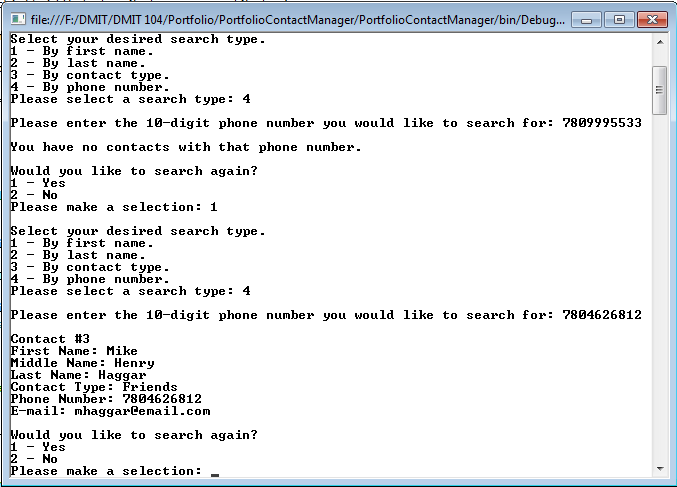 file:///F:/DMIT/DMIT 104/Portfolio/PortfolioContactManager/PortfolioContactManager/bin/Debug...
Select your desired search type.
1 - By first name.
2 - By last name.
3 - By contact type.
4 - By phone number.
Please select a search type: 4
Please enter the 10-digit phone number you would like to search for: 7809995533
You have no contacts with that phone number.
Would you like to search again?
1 - Yes
2 - No
Please make a selection: 1
Select your desired search type.
1 - By first name.
2 - By last name.
3 - By contact type.
4 - By phone number.
Please select a search type: 4
Please enter the 10-digit phone number you would like to search for: 7804626812
Contact #3
First Name: Mike
Middle Name: Henry
Last Name: Haggar
Contact Type: Friends
Phone Number: 7804626812
E-mail: mhaggar@email.com
Would you like to search again?
1 - Yes
2 - No
Please make a selection: _